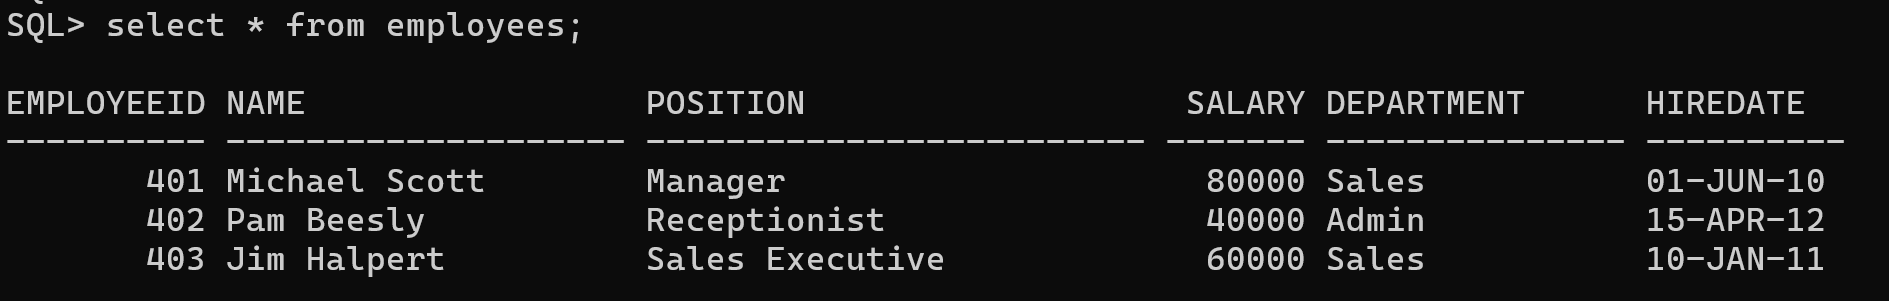 SQL> select * from employees;
EMPLOYEEID NAME                 POSITION                   SALARY DEPARTMENT      HIREDATE
---------- -------------------- ------------------------- ------- --------------- ----------
       401 Michael Scott        Manager                     80000 Sales           01-JUN-10
       402 Pam Beesly           Receptionist                40000 Admin           15-APR-12
       403 Jim Halpert          Sales Executive             60000 Sales           10-JAN-11